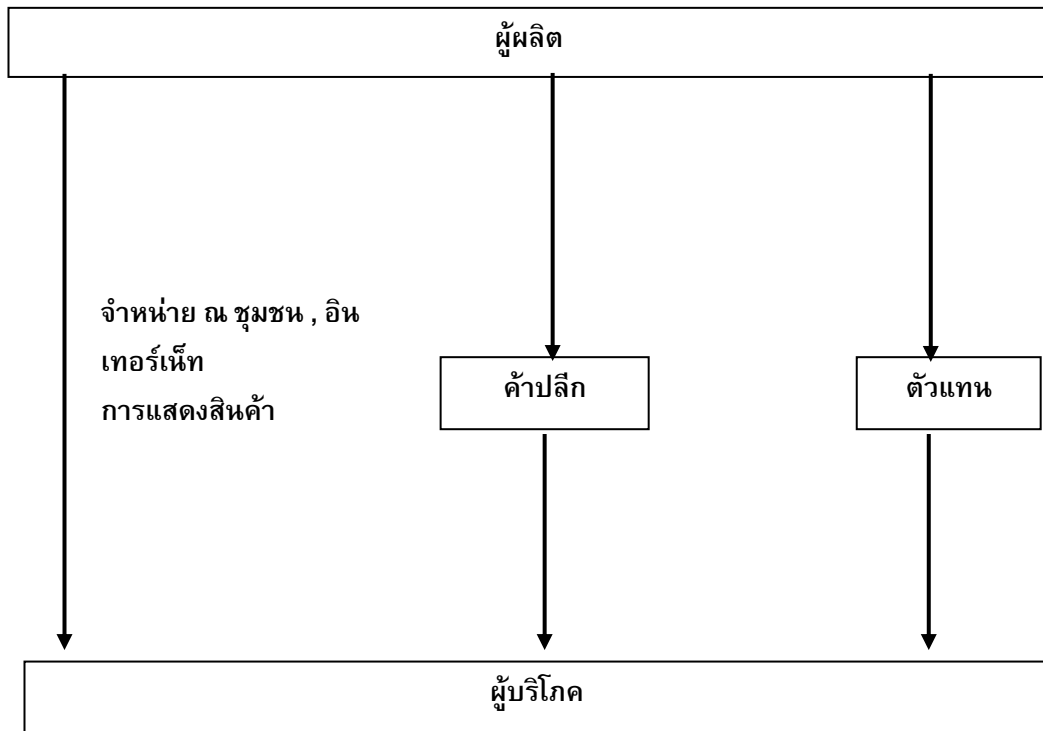 ผู้ผลิต
จำหน่าย ณ ชุมชน , อิน
เทอร์เน็ท
การแสดงสินค้า
ค้าปลีก
ตัวแทน
ผู้บริโภค